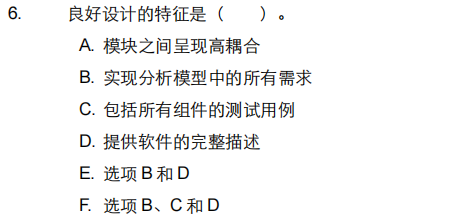 6. 良好设计的特征是（ ）。
A. 模块之间呈现高耦合
B. 实现分析模型中的所有需求
C. 包括所有组件的测试用例
D. 提供软件的完整描述
E. 选项 B 和 D
F. 选项 B、C 和 D